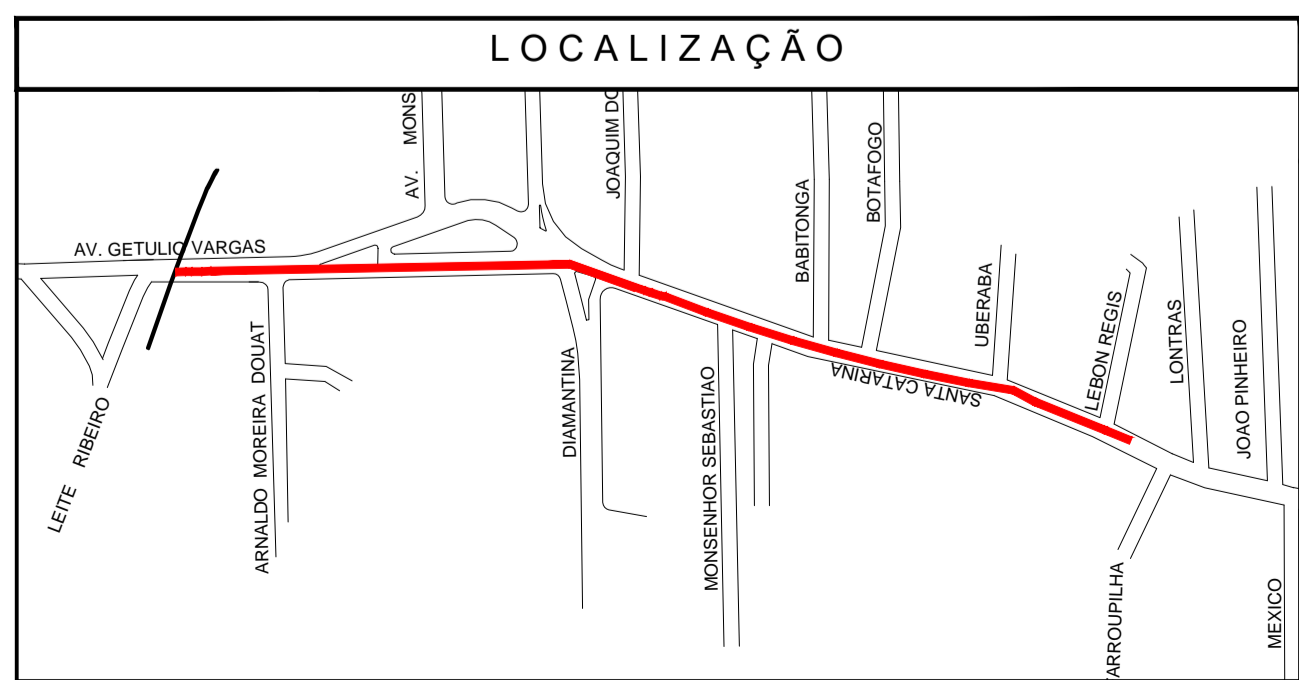 LOCALIZAÇÃO
AV. MONS
JOAQUIM DO
BABITONGA
BOTAFOGO
AV. GETULIO VARGAS
UBERABA
LEBON REGIS
LONTRAS
JOAO PINHEIRO
ARNALDO MOREIRA DOUAT
DIAMANTINA
MONSENHOR SEBASTIAO
SANTA CATARINA
LEITE RIBEIRO
ARROUPILHA
MEXICO